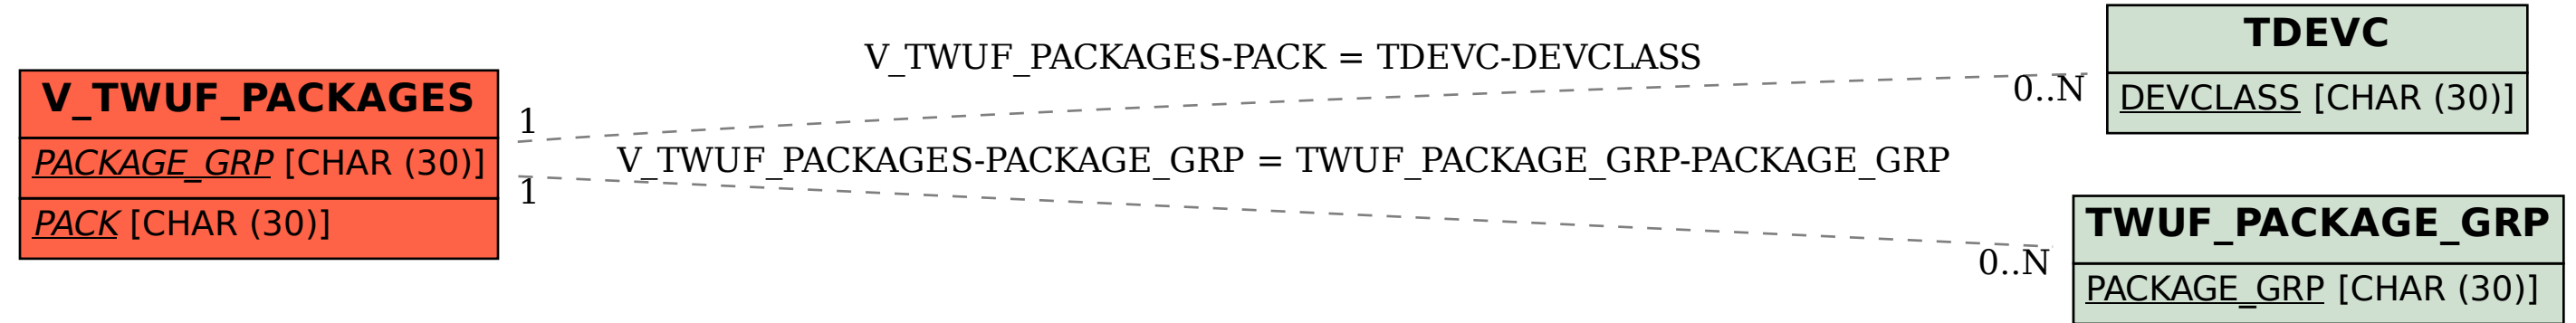 V_TWUF_PACKAGES
PACKAGE_GRP [CHAR (30)]
PACK [CHAR (30)]
V_TWUF_PACKAGES-PACK = TDEVC-DEVCLASS
1
0..N
V_TWUF_PACKAGES-PACKAGE_GRP = TWUF_PACKAGE_GRP-PACKAGE_GRP
1
0..N
TDEVC
DEVCLASS [CHAR (30)]
TWUF_PACKAGE_GRP
PACKAGE_GRP [CHAR (30)]